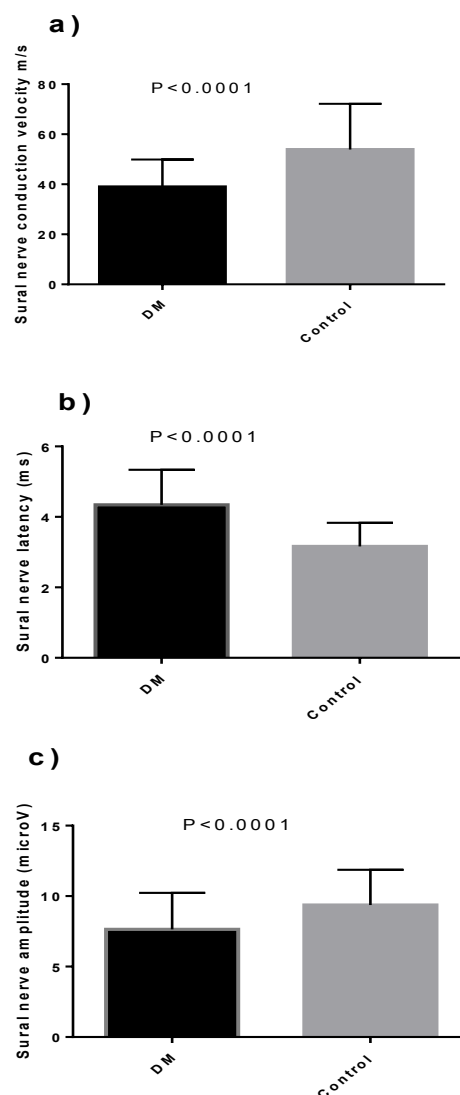 a)
P<0.0001
Sural nerve conduction velocity m/s
80
60
40
20
0
DM
Control
b)
P<0.0001
Sural nerve latency (ms)
6
4
2
0
DM
Control
c)
P<0.0001
Sural nerve amplitude (microV)
15
10
5
0
DM
Control